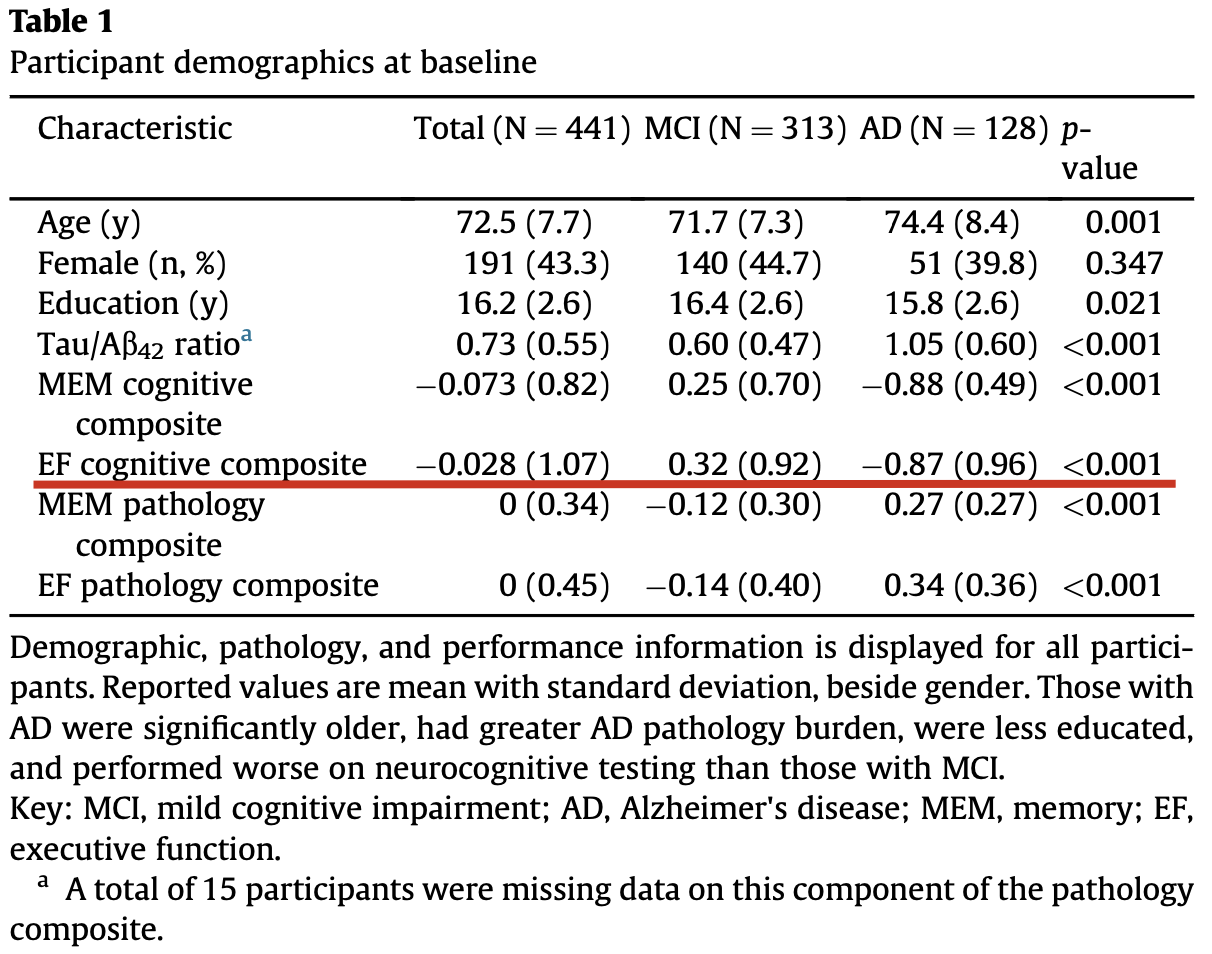 Table 1
Participant demographics at baseline
Characteristic Total (N = 441) MCI (N = 313) AD (N = 128) p-
value
Age (y) 72.5 (7.7) 71.7 (7.3) 74.4 (8.4) 0.001
Female (n, %) 191 (43.3) 140 (44.7) 51 (39.8) 0.347
Education (y) 16.2 (2.6) 16.4 (2.6) 15.8 (2.6) 0.021
Tau/Aβ₄₂ ratioᵃ 0.73 (0.55) 0.60 (0.47) 1.05 (0.60) <0.001
MEM cognitive −0.073 (0.82) 0.25 (0.70) −0.88 (0.49) <0.001
composite
EF cognitive composite −0.028 (1.07) 0.32 (0.92) −0.87 (0.96) <0.001
MEM pathology 0 (0.34) −0.12 (0.30) 0.27 (0.27) <0.001
composite
EF pathology composite 0 (0.45) −0.14 (0.40) 0.34 (0.36) <0.001
Demographic, pathology, and performance information is displayed for all partici-
pants. Reported values are mean with standard deviation, beside gender. Those with
AD were significantly older, had greater AD pathology burden, were less educated,
and performed worse on neurocognitive testing than those with MCI.
Key: MCI, mild cognitive impairment; AD, Alzheimer's disease; MEM, memory; EF,
executive function.
ᵃ A total of 15 participants were missing data on this component of the pathology
composite.